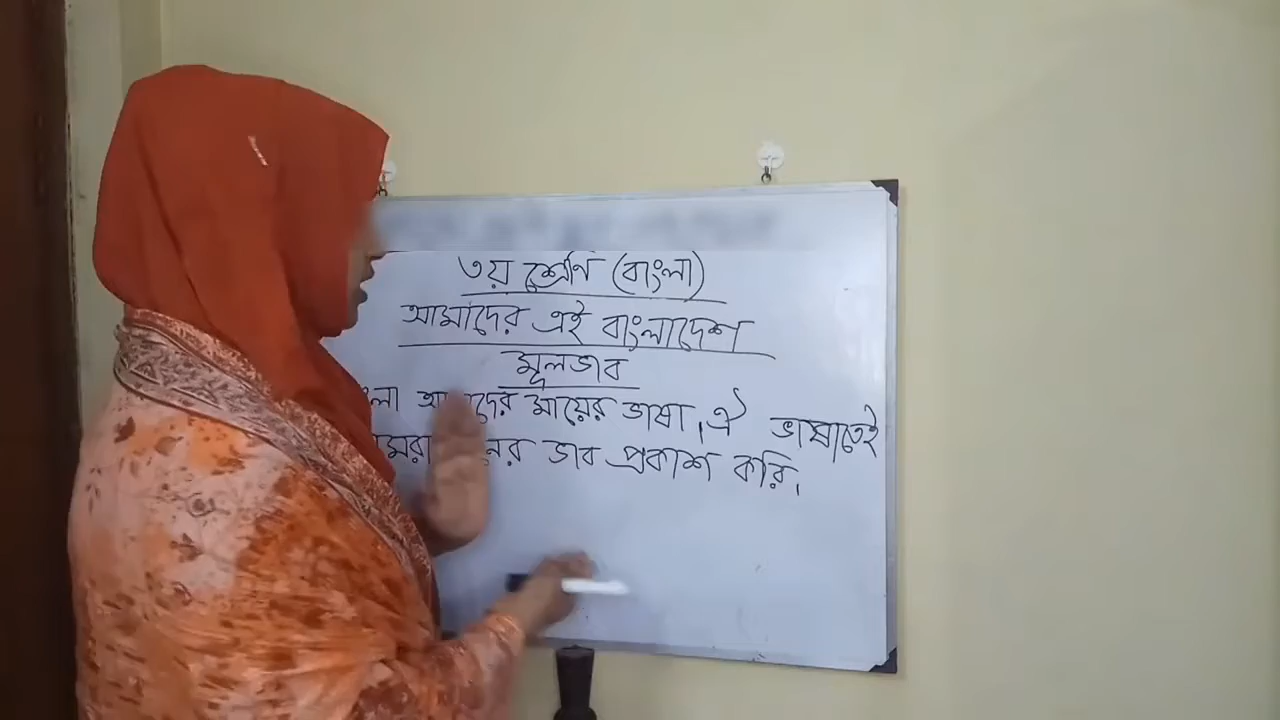 ৩য় শ্রেণি (বাংলা)
আমাদের এই বাংলাদেশ
মূলভাব
আমাদের মায়ের ভাষা। ঐ ভাষাতেই
ভাব প্রকাশ করি।